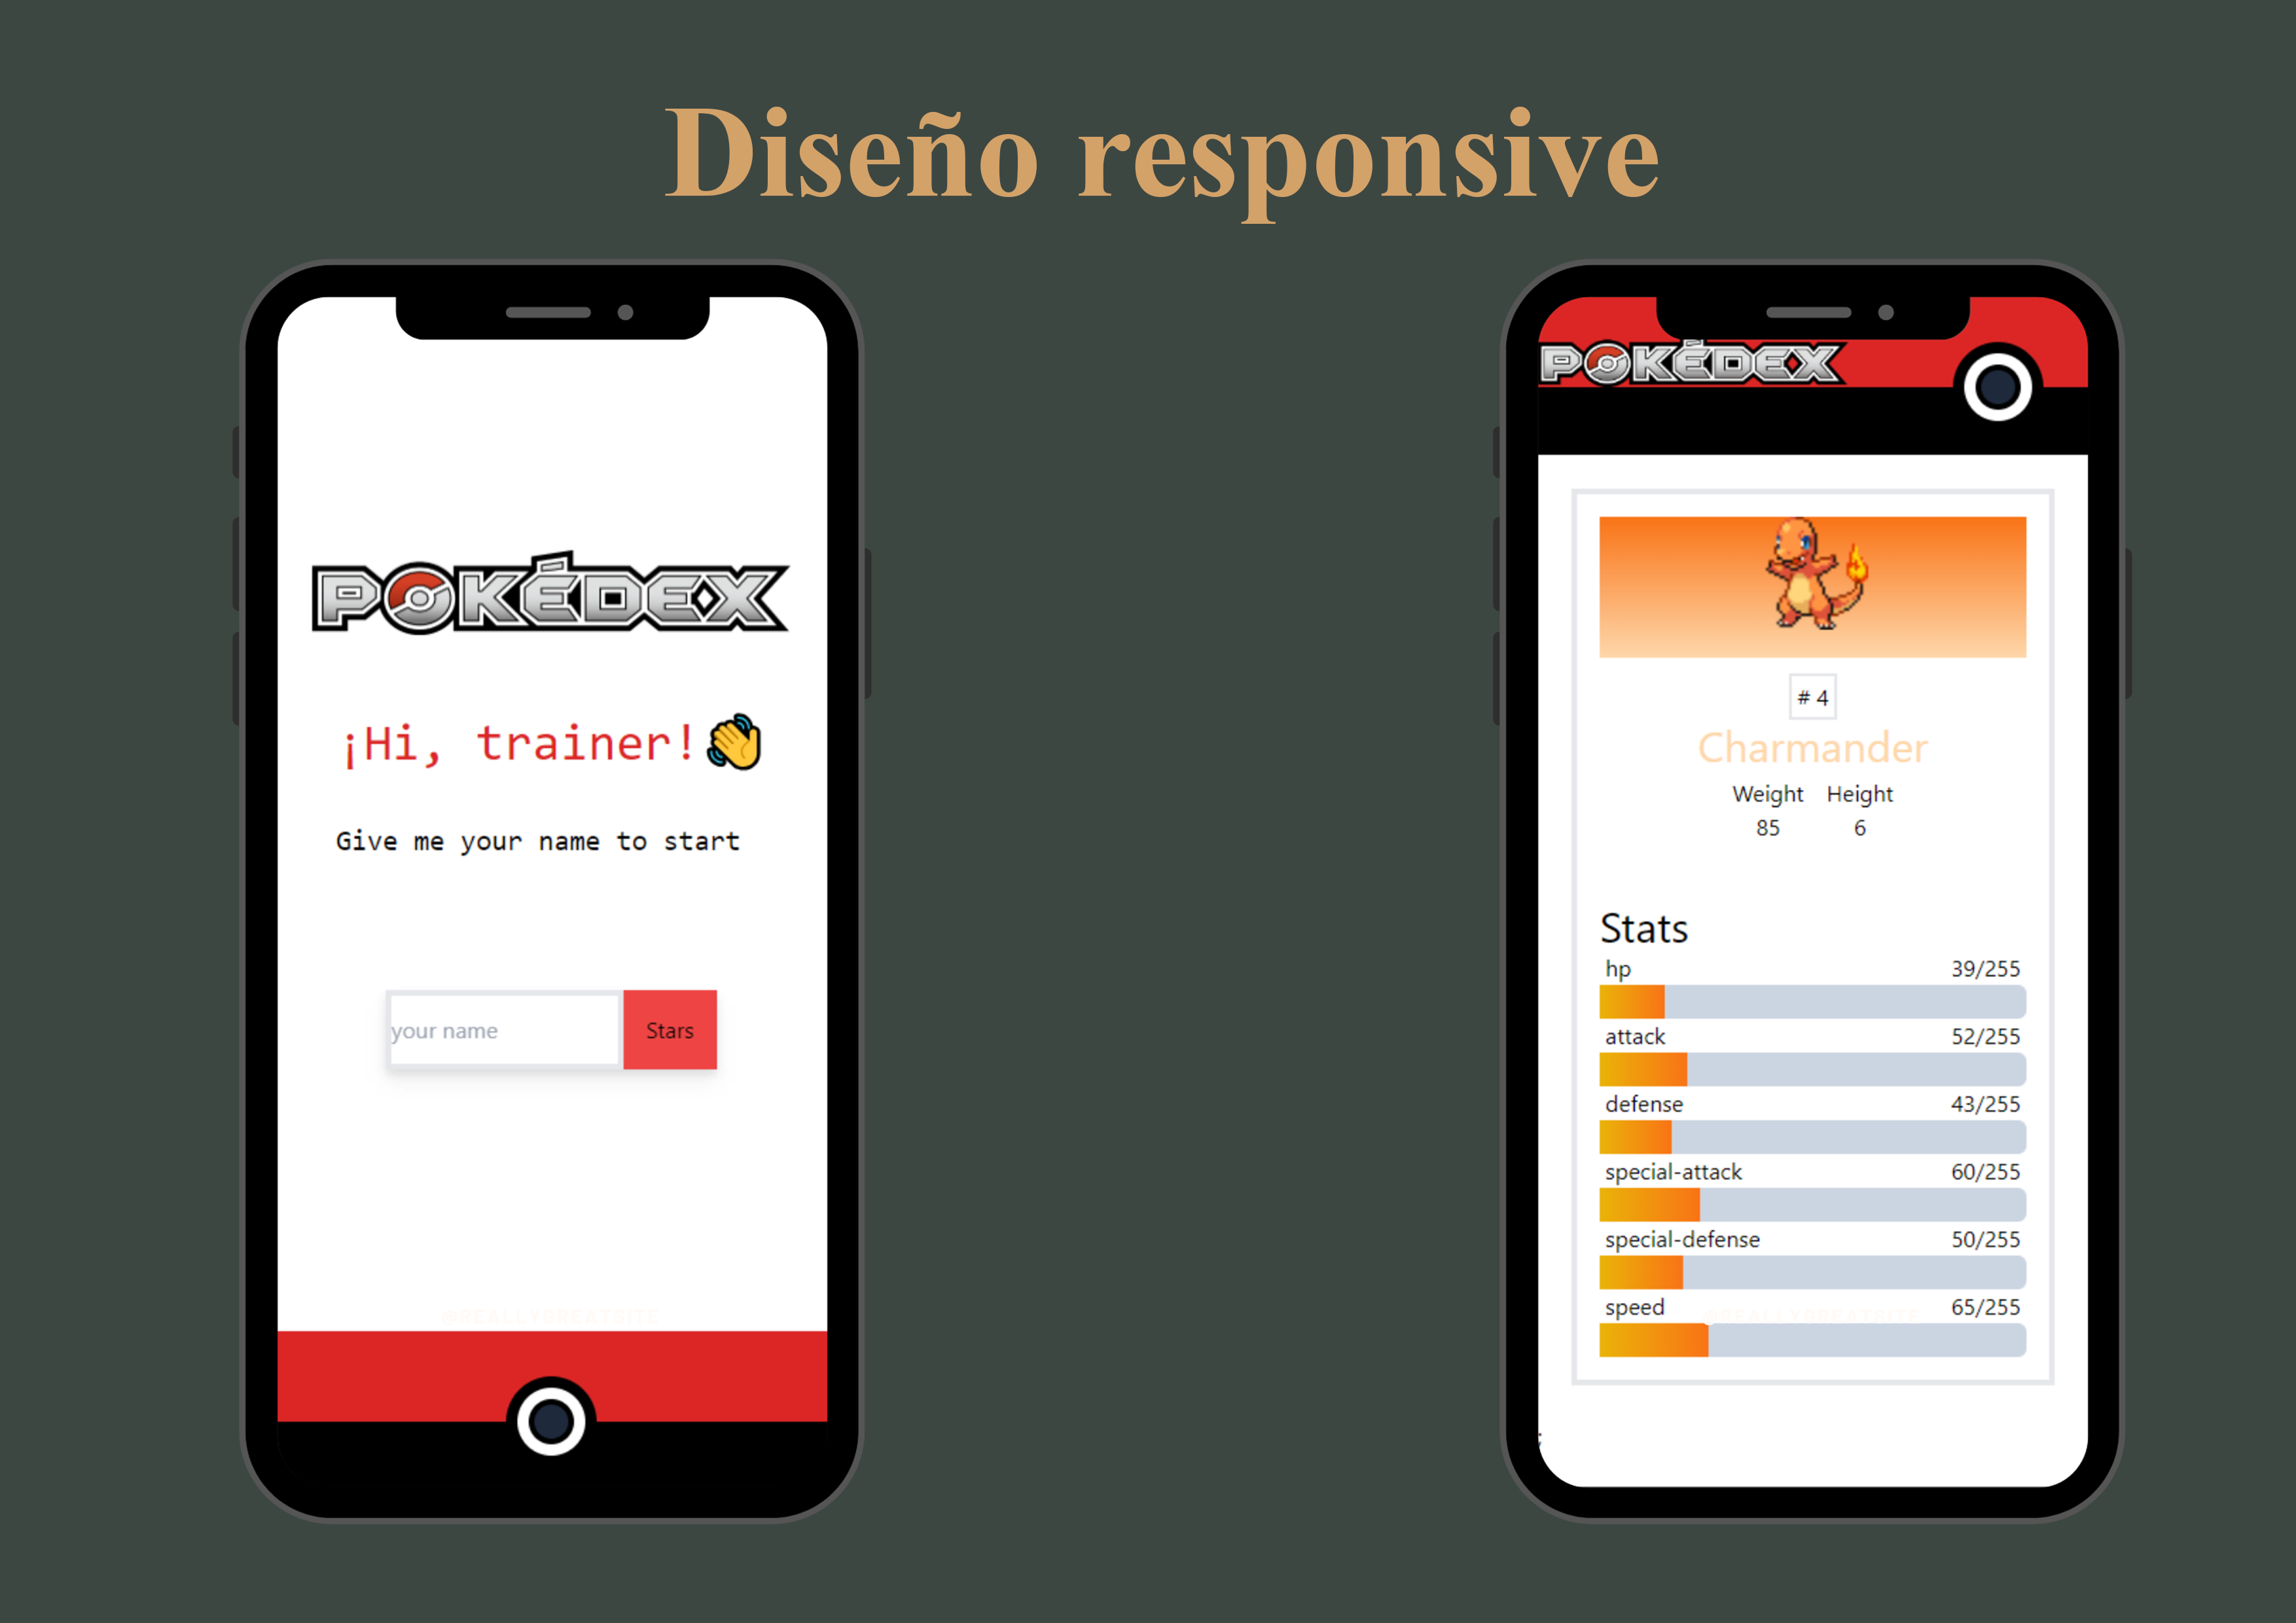 Diseño responsive
POKÉDEX
¡Hi, trainer!👋
Give me your name to start
your name
Stars
@REALLYGREATSITE
POKÉDEX
# 4
Charmander
Weight Height
85 6
Stats
hp 39/255
attack 52/255
defense 43/255
special-attack 60/255
special-defense 50/255
speed 65/255